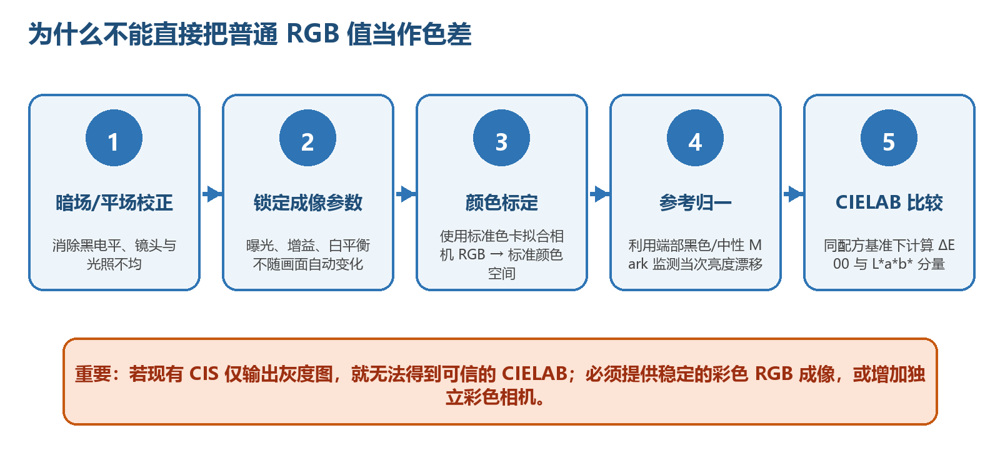 为什么不能直接把普通 RGB 值当作色差
1
暗场/平场校正
消除黑电平、镜头与
光照不均
2
锁定成像参数
曝光、增益、白平衡
不随画面自动变化
3
颜色标定
使用标准色卡拟合相
机 RGB → 标准颜色
空间
4
参考归一
利用端部黑色/中性 M
ark 监测当次亮度漂移
5
CIELAB 比较
同配方基准下计算 ΔE
00 与 L*a*b* 分量
重要：若现有 CIS 仅输出灰度图，就无法得到可信的 CIELAB；必须提供稳定的彩色 RGB 成像，或增加独
立彩色相机。